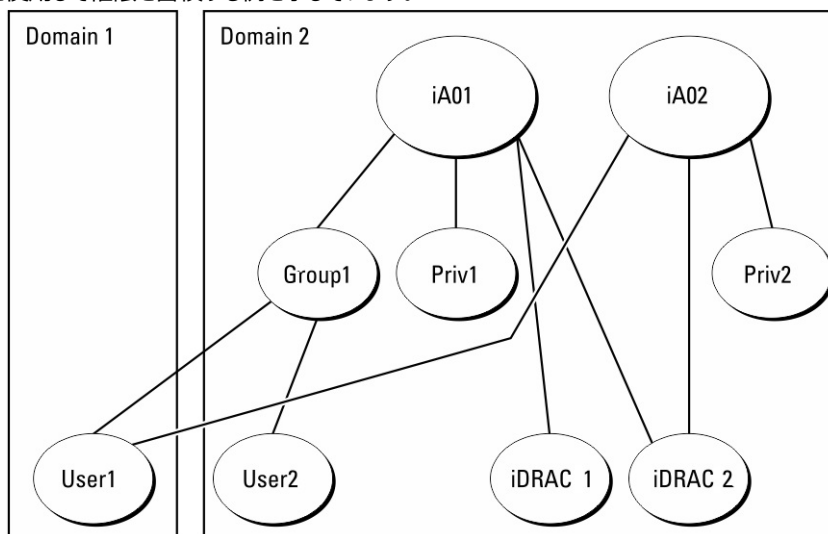 Domain 1
Domain 2
iA01
iA02
Group1
Priv1
Priv2
User1
User2
iDRAC 1
iDRAC 2